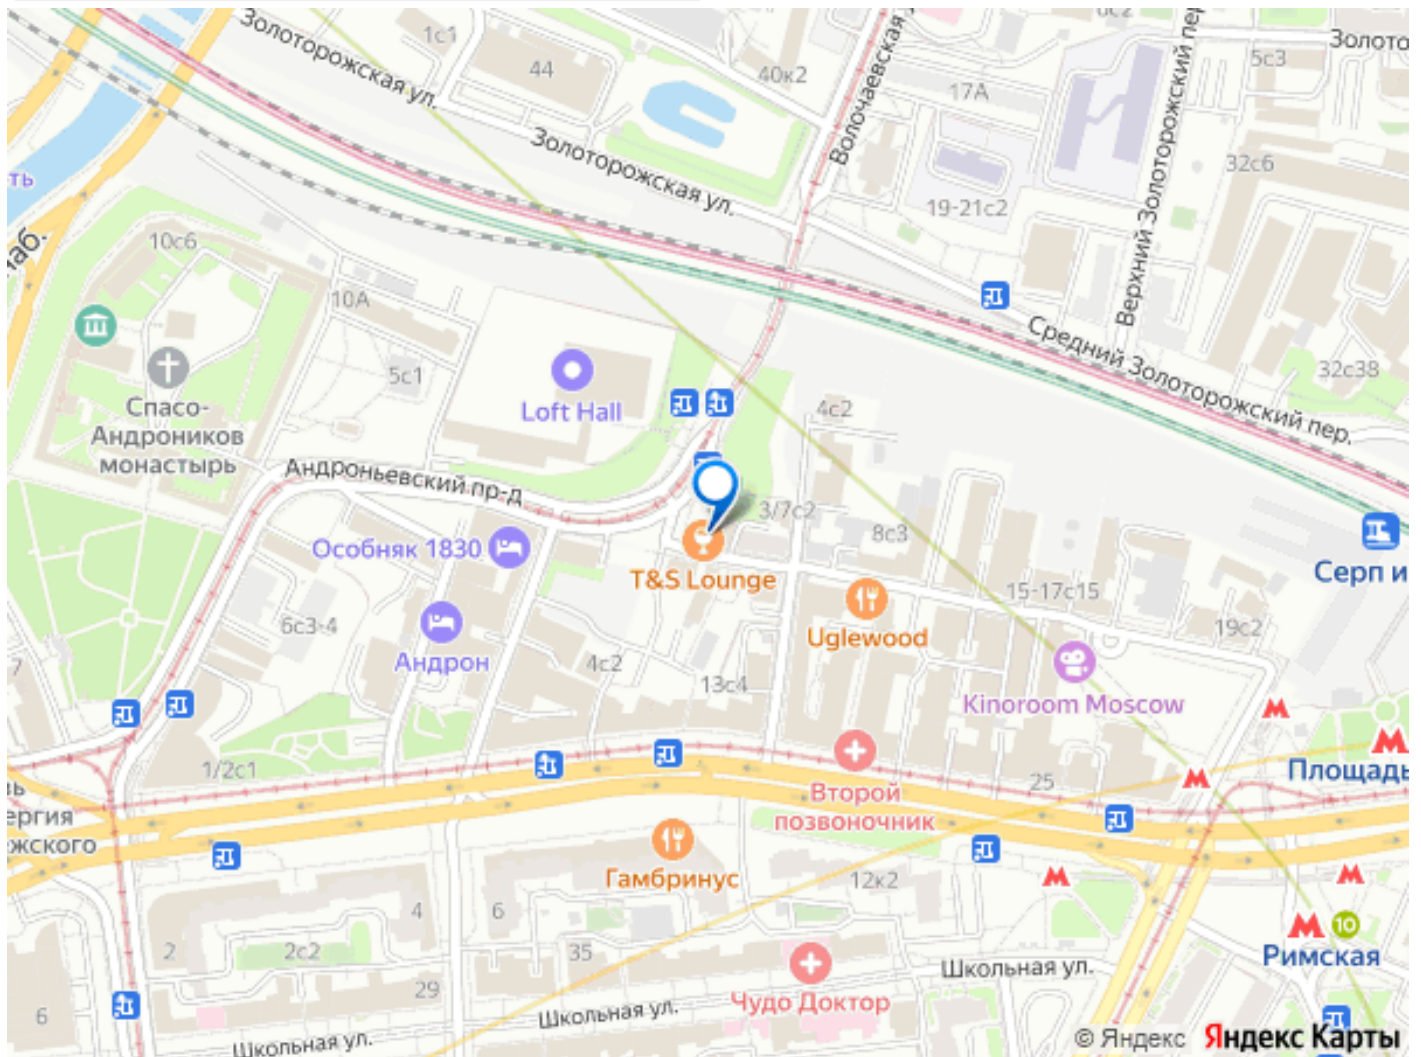 Золоторожская ул.
1с1
44
40к2
Волочаевская
6с2
Верхний Золоторожский пер.
Золото
5с3
17А
Золоторожская ул.
32с6
19-21с2
ть
наб.
10с6
10А
Средний Золоторожский пер.
32с38
5с1
Loft Hall
4с2
Спасо-
Андроников
монастырь
Андроньевский пр-д
3/7с2
8с3
Особняк 1830
T&S Lounge
Серп и
15-17с15
Uglewood
19с2
6с3-4
Андрон
4с2
13с4
Kinoroom Moscow
7
1/2с1
25
Площадь
Второй
позвоночник
ергия
жского
Гамбринус
12к2
4
6
2
2с2
35
10
Римская
Школьная ул.
29
Чудо Доктор
6
Школьная ул.
Школьная ул.
© Яндекс Яндекс Карты